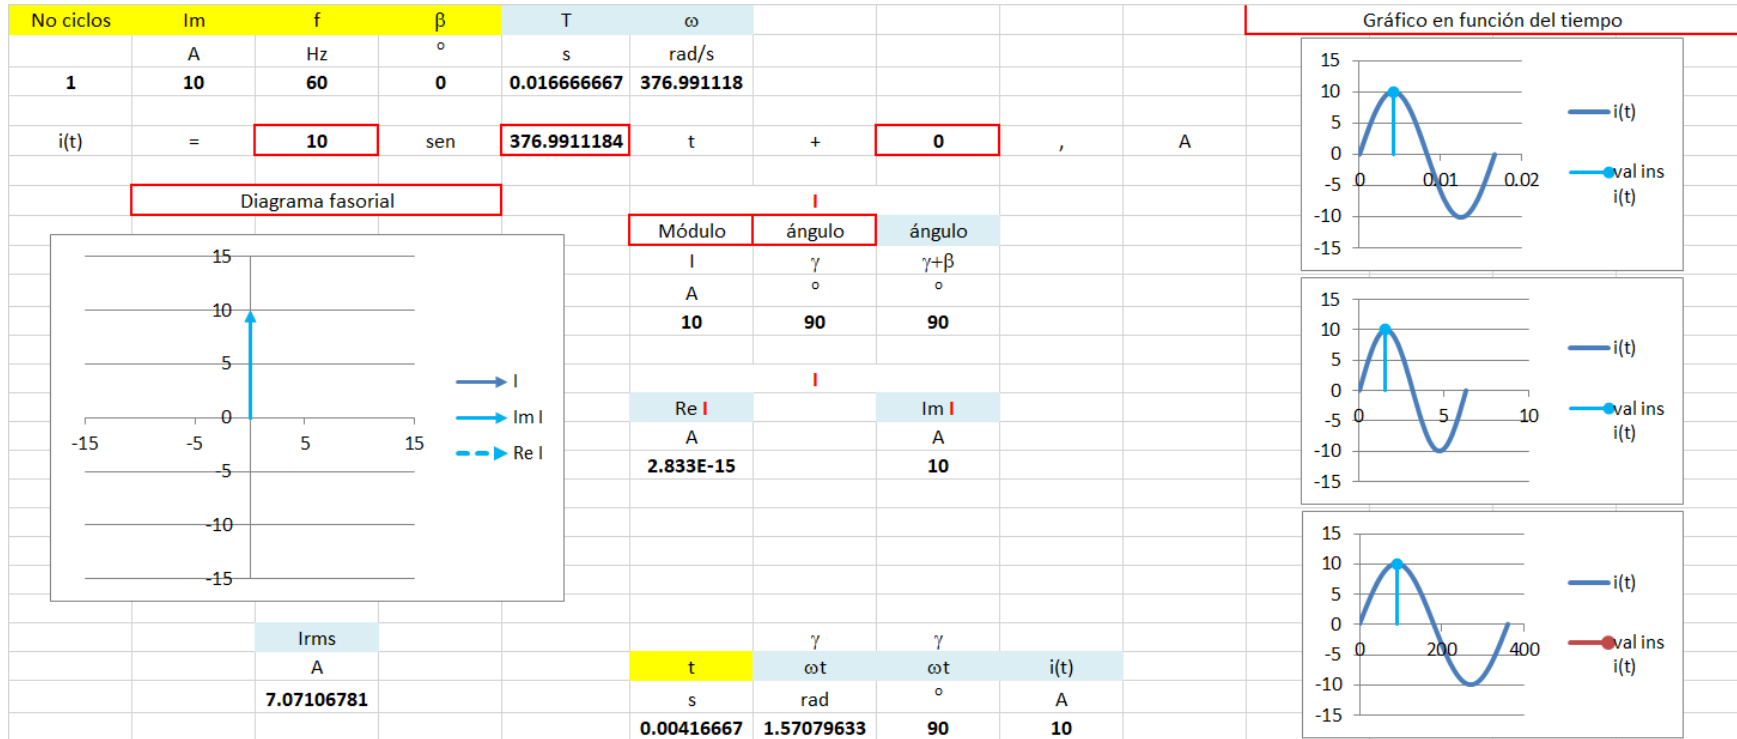 No ciclos Im f β T ω Gráfico en función del tiempo
A Hz ° s rad/s
1 10 60 0 0.016666667 376.991118
i(t) = 10 sen 376.9911184 t + 0 , A
Diagrama fasorial I
Módulo ángulo ángulo
I γ γ+β
A ° °
10 90 90
I
Re I Im I
A A
2.833E-15 10
15
10
5
0
-15 -5 5 15
-5
-10
-15
I
Im I
Re I
Irms
A
7.07106781
γ γ
t ωt ωt i(t)
s rad ° A
0.00416667 1.57079633 90 10
15
10
5
0
0 0.01 0.02
-5
-10
-15
i(t)
val ins
i(t)
15
10
5
0
0 5 10
-5
-10
-15
i(t)
val ins
i(t)
15
10
5
0
0 200 400
-5
-10
-15
i(t)
val ins
i(t)